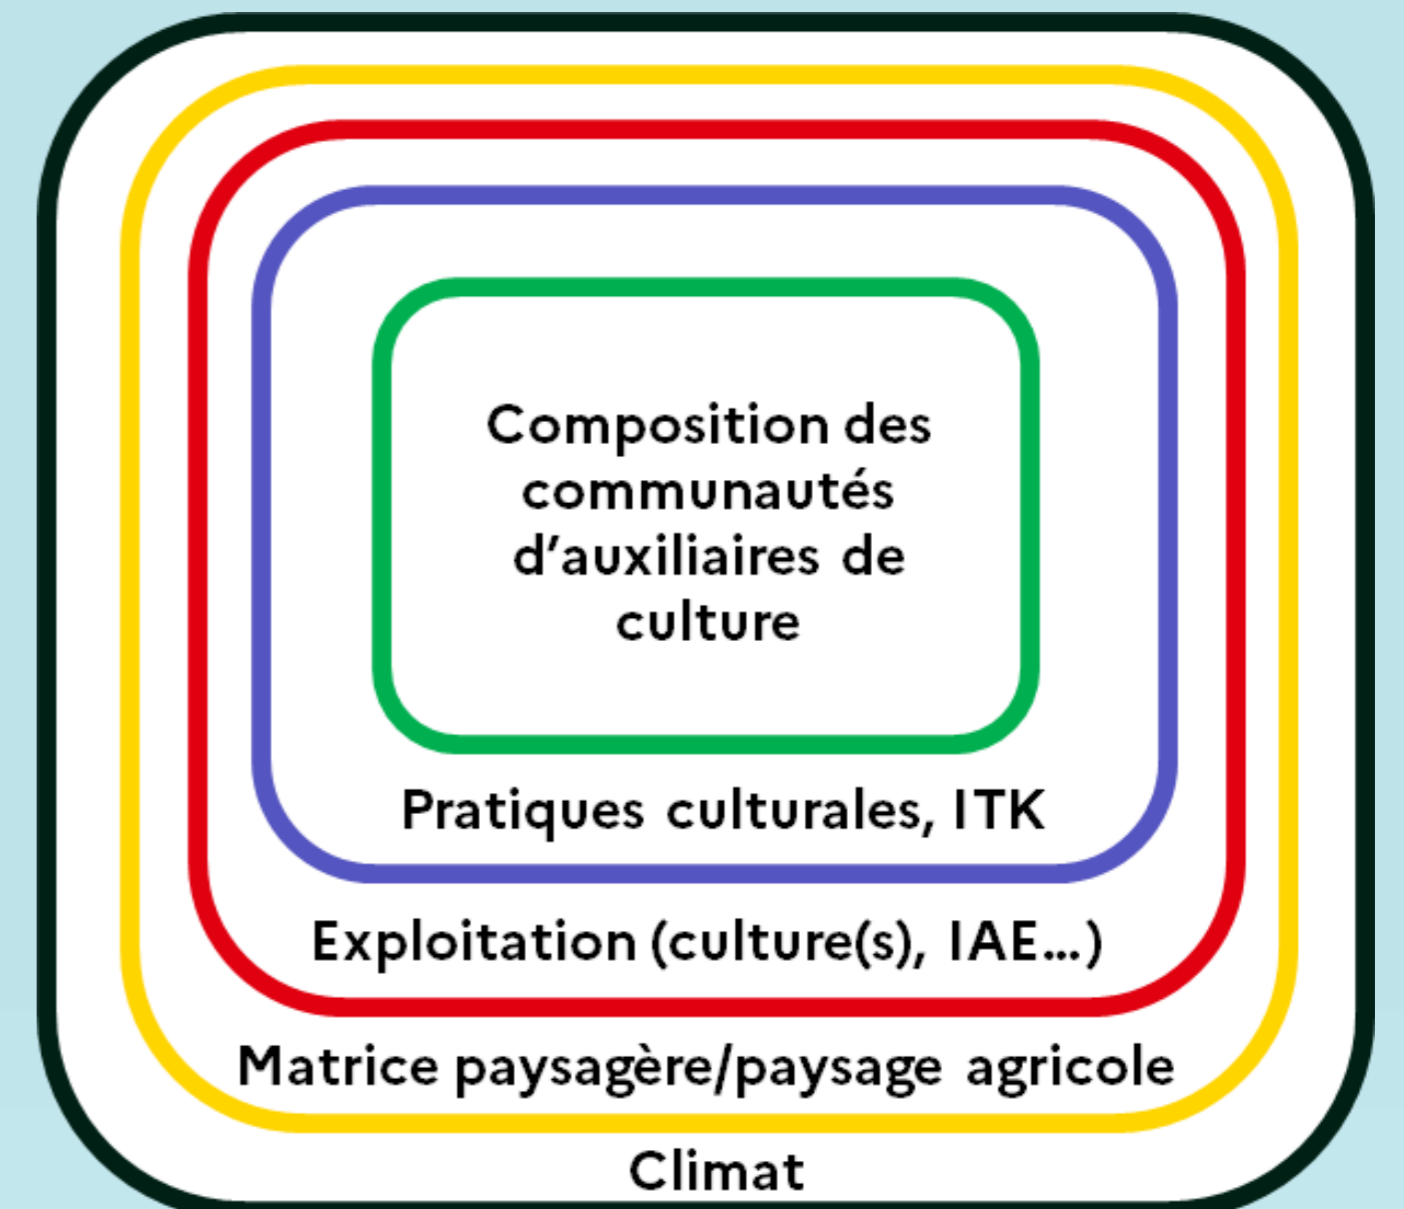 Composition des
communautés
d’auxiliaires de
culture
Pratiques culturales, ITK
Exploitation (culture(s), IAE…)
Matrice paysagère/paysage agricole
Climat